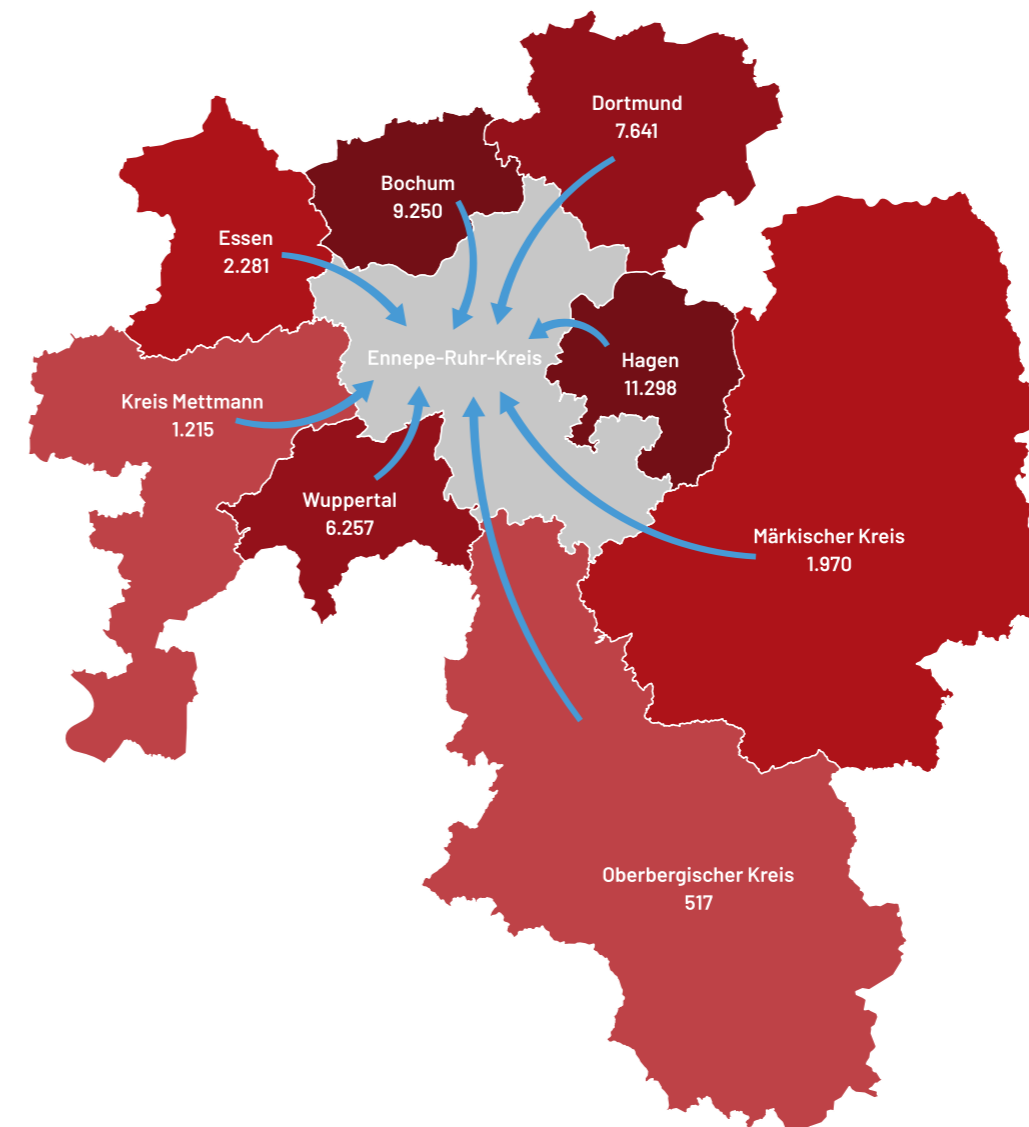 Dortmund
7.641
Bochum
9.250
Essen
2.281
Ennepe-Ruhr-Kreis
Hagen
11.298
Kreis Mettmann
1.215
Wuppertal
6.257
Märkischer Kreis
1.970
Oberbergischer Kreis
517